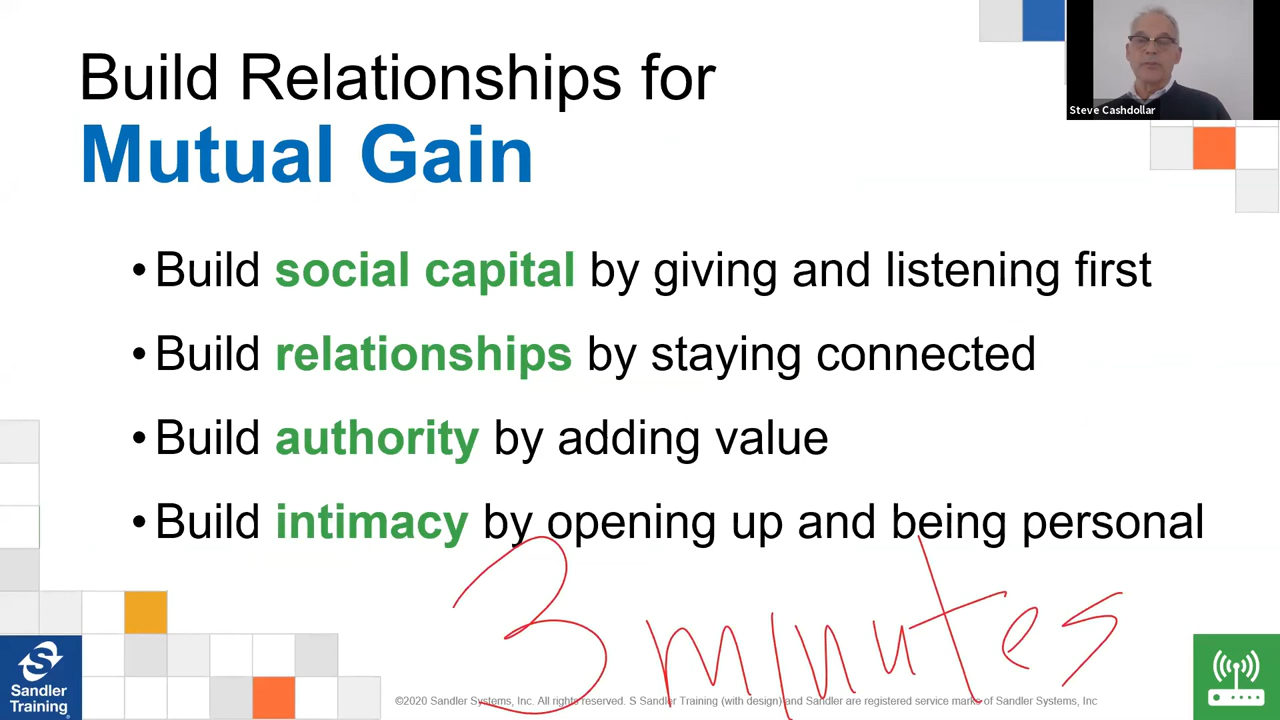 Build Relationships for
Mutual Gain
Steve Cashdollar
•Build social capital by giving and listening first
•Build relationships by staying connected
•Build authority by adding value
•Build intimacy by opening up and being personal
3 minutes
S
Sandler
Training®
©2020 Sandler Systems, Inc. All rights reserved. S Sandler Training (with design) and Sandler are registered service marks of Sandler Systems, Inc